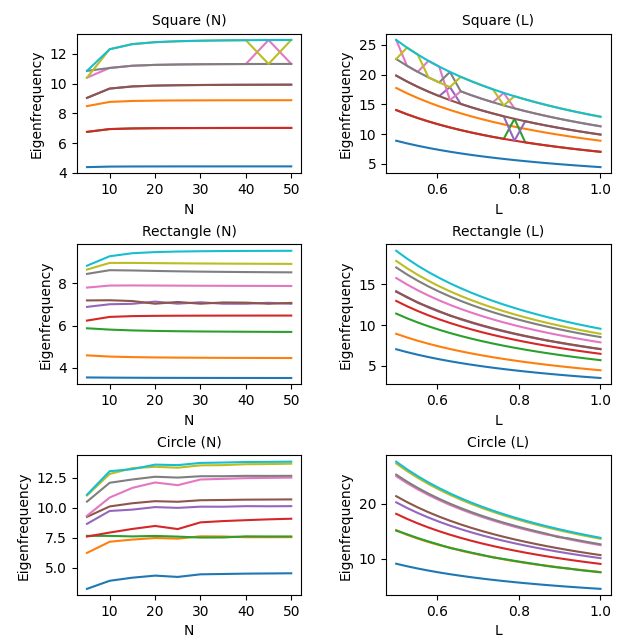 Square (N)
Eigenfrequency
12
10
8
6
4
10 20 30 40 50
N
Square (L)
Eigenfrequency
25
20
15
10
5
0.6 0.8 1.0
L
Rectangle (N)
Eigenfrequency
8
6
4
10 20 30 40 50
N
Rectangle (L)
Eigenfrequency
15
10
5
0.6 0.8 1.0
L
Circle (N)
Eigenfrequency
12.5
10.0
7.5
5.0
10 20 30 40 50
N
Circle (L)
Eigenfrequency
20
10
0.6 0.8 1.0
L